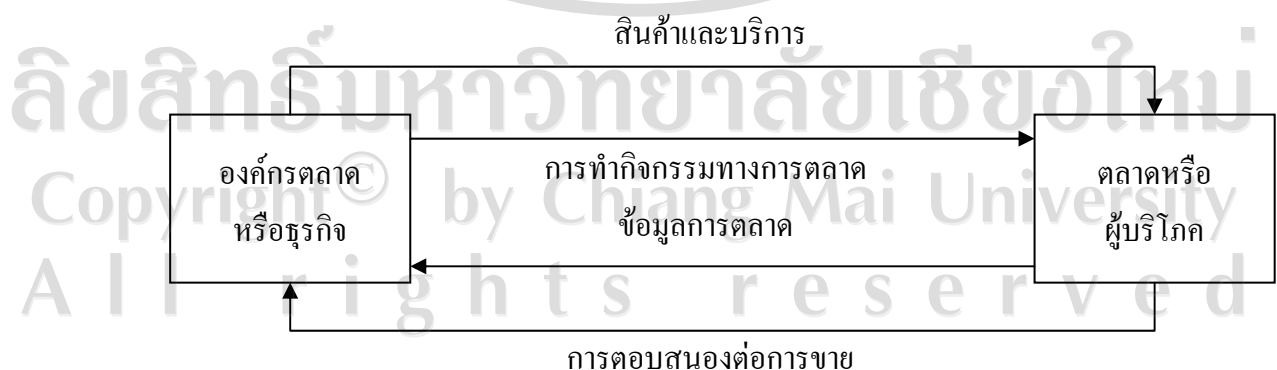 สินค้าและบริการ
ลิขสิทธิ์มหาวิทยาลัยเชียงใหม่
องค์กรตลาด
หรือธุรกิจ
การทำกิจกรรมทางการตลาด
ข้อมูลการตลาด
ตลาดหรือ
ผู้บริโภค
Copyright© by Chiang Mai University
All rights reserved
การตอบสนองต่อการขาย